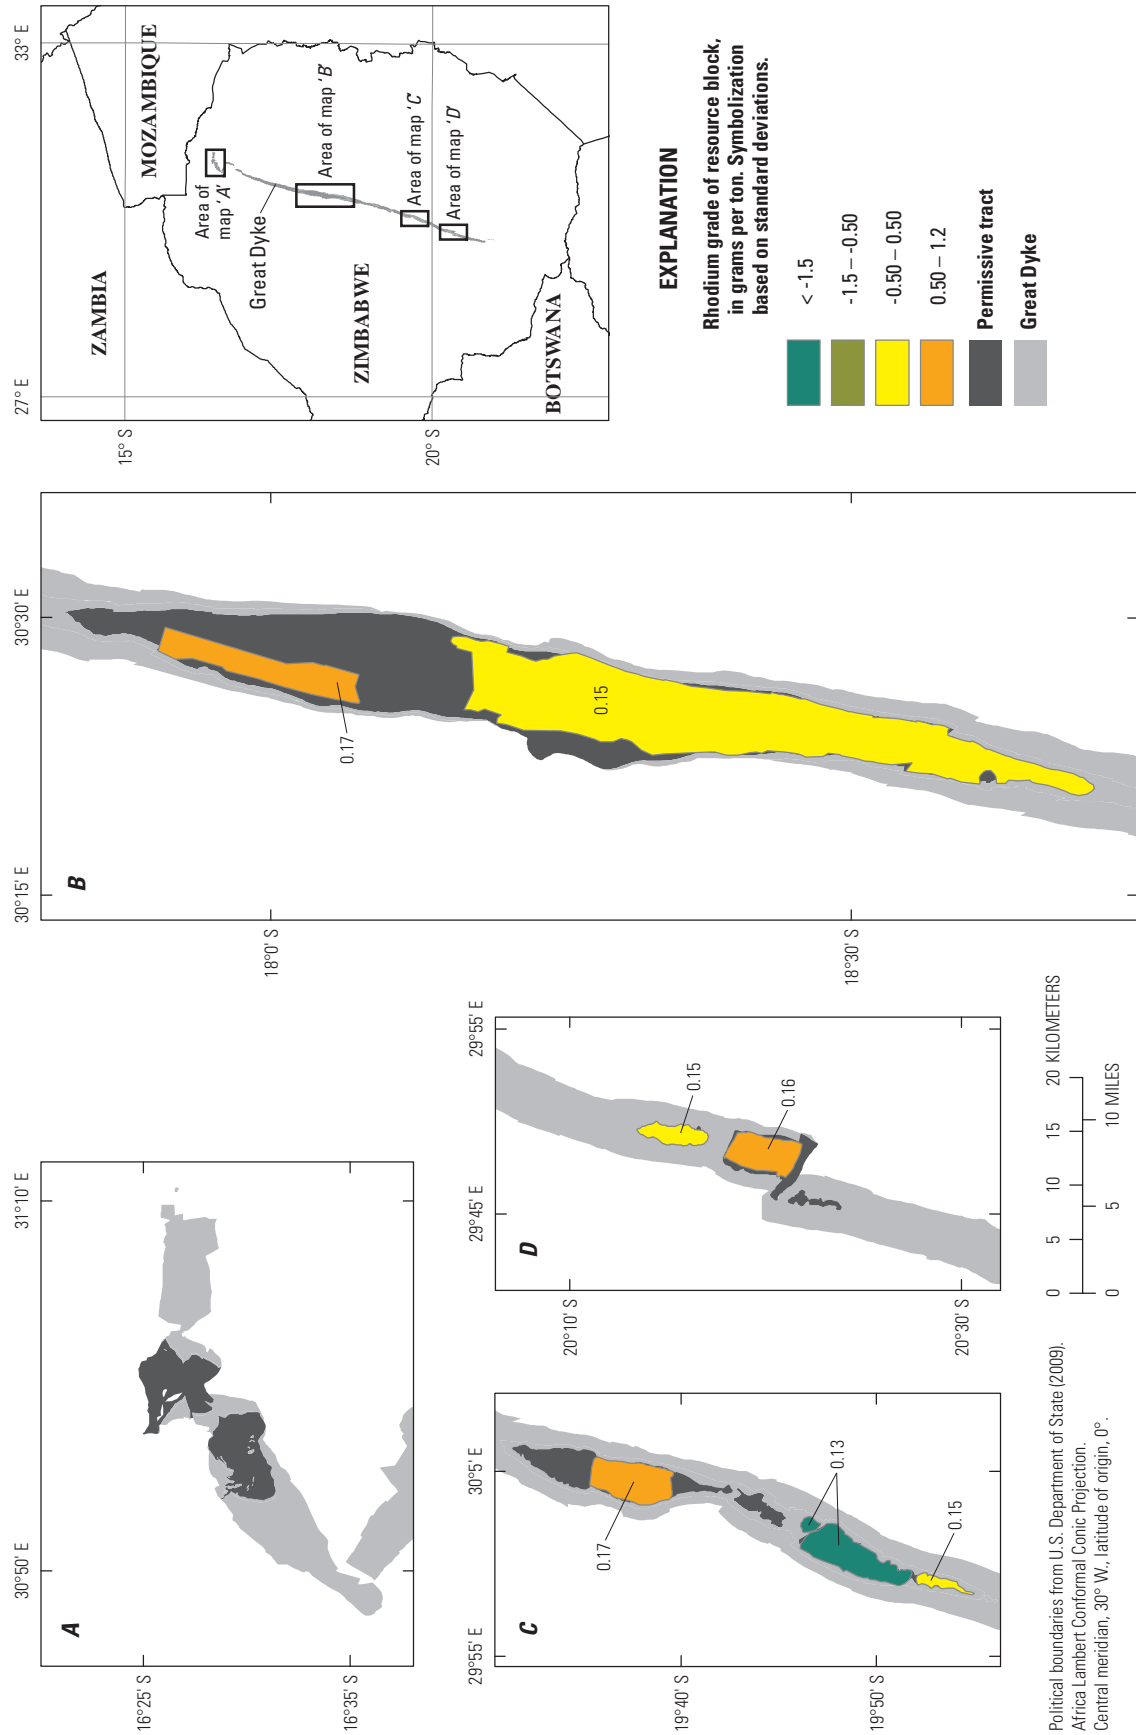 A
30°50' E
31°10' E
16°25' S
16°35' S
B
30°15' E
30°30' E
18°0' S
18°30' S
0.17
0.15
27° E
33° E
15° S
20° S
ZAMBIA
MOZAMBIQUE
ZIMBABWE
BOTSWANA
Area of
map 'A'
Great Dyke
Area of map 'B'
Area of map 'C'
Area of map 'D'
C
29°55' E
30°5' E
19°40' S
19°50' S
0.17
0.13
0.15
D
29°45' E
29°55' E
20°10' S
20°30' S
0.15
0.16
EXPLANATION
Rhodium grade of resource block,
in grams per ton. Symbolization
based on standard deviations.
< -1.5
-1.5 – -0.50
-0.50 – 0.50
0.50 – 1.2
Permissive tract
Great Dyke
Political boundaries from U.S. Department of State (2009).
Africa Lambert Conformal Conic Projection.
Central meridian, 30° W., latitude of origin, 0°.
0 5 10 15 20 KILOMETERS
0 5 10 MILES